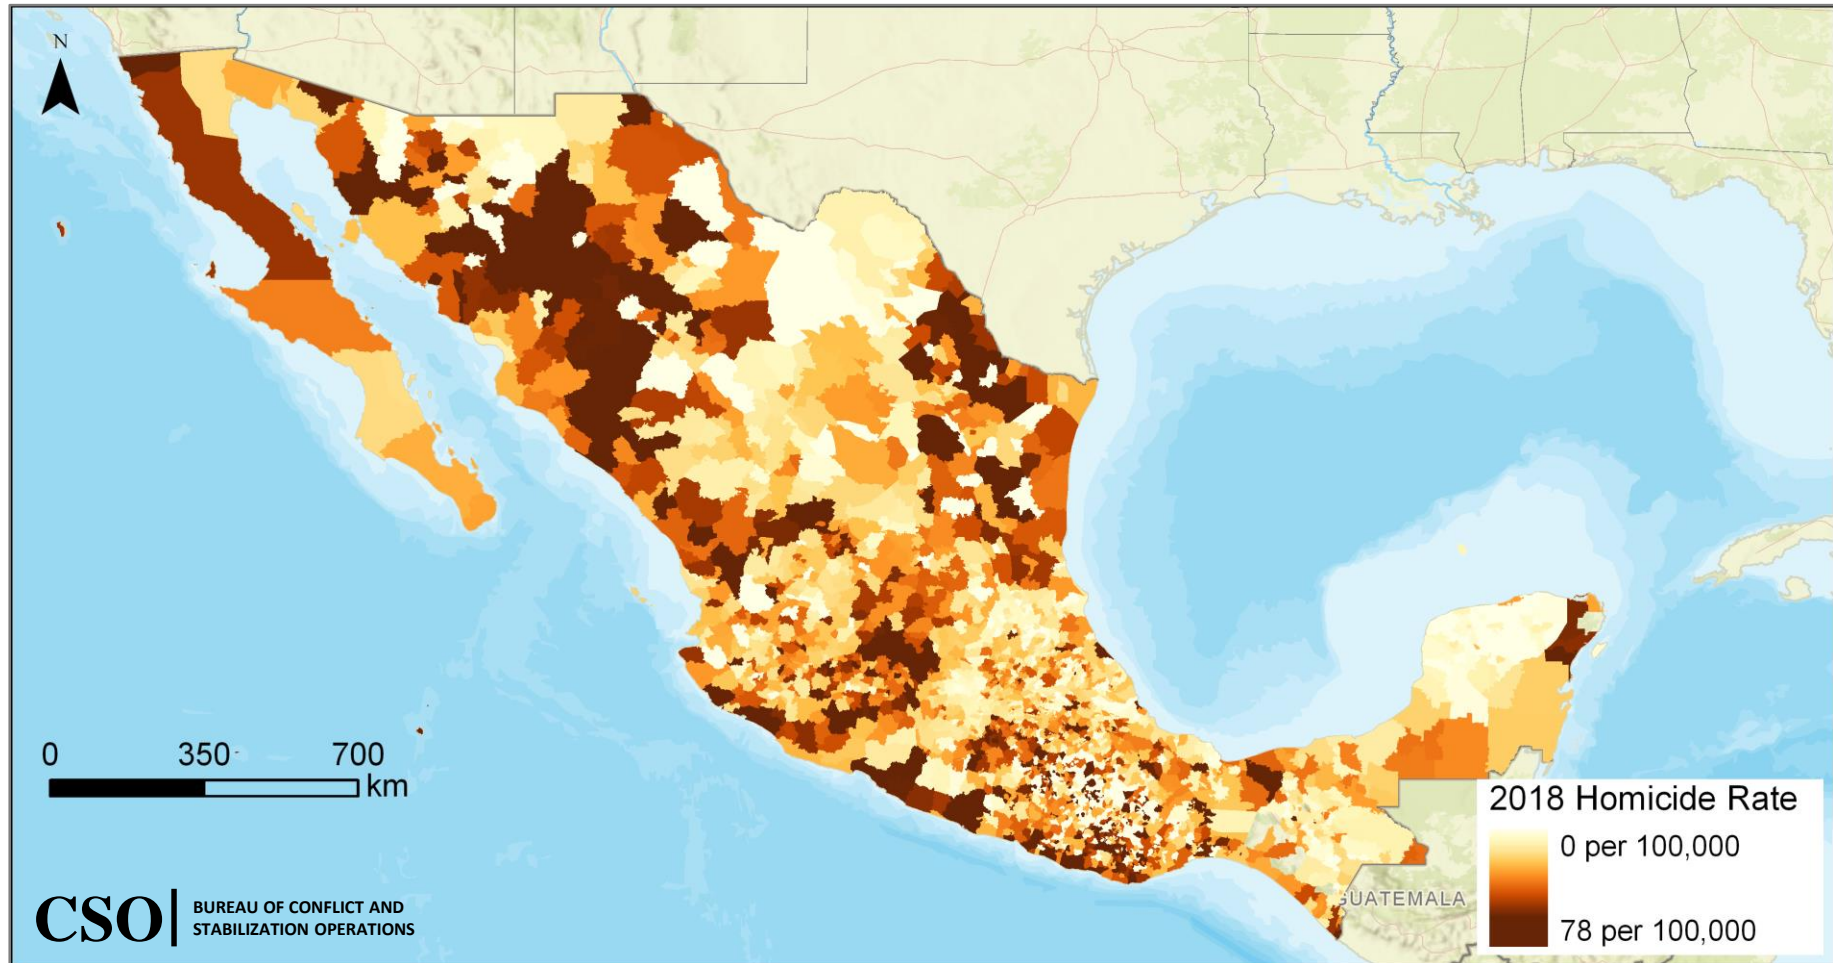 N
0 350 700
km
CSO
BUREAU OF CONFLICT AND
STABILIZATION OPERATIONS
GUATEMALA
2018 Homicide Rate
0 per 100,000
78 per 100,000